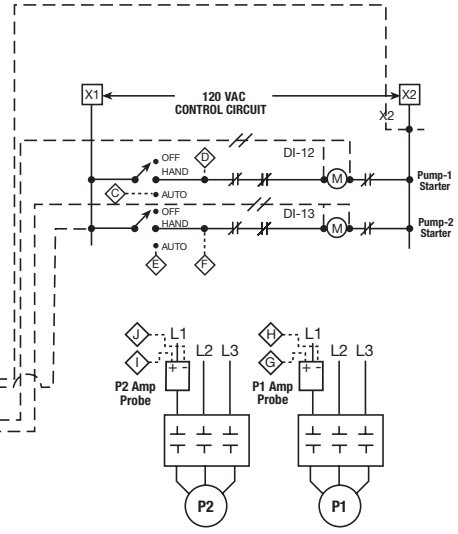 X1
120 VAC
CONTROL CIRCUIT
X2
X2
OFF
HAND
AUTO
C
D
DI-12
M
Pump-1
Starter
OFF
HAND
AUTO
E
F
DI-13
M
Pump-2
Starter
J
I
L1
L2 L3
+ -
P2 Amp
Probe
P2
H
G
L1
L2 L3
+ -
P1 Amp
Probe
P1